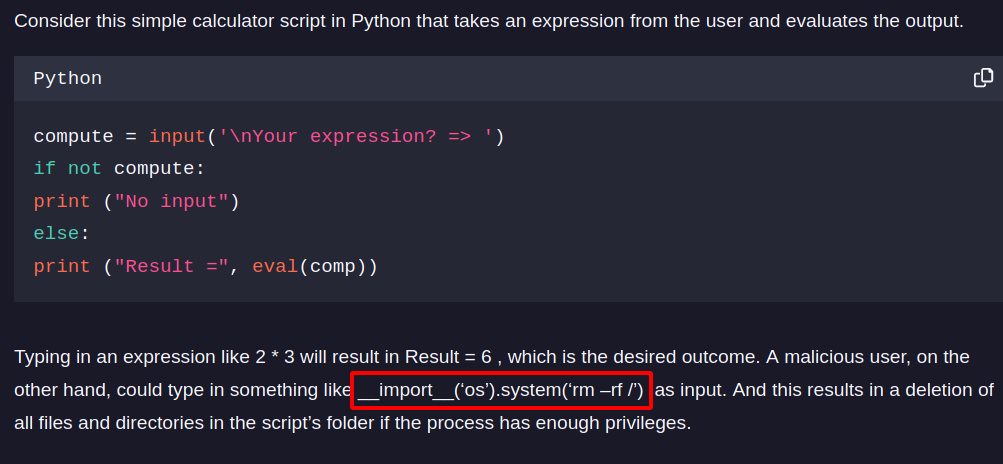 Consider this simple calculator script in Python that takes an expression from the user and evaluates the output.
Python
compute = input('\nYour expression? => ')
if not compute:
print ("No input")
else:
print ("Result =", eval(comp))
Typing in an expression like 2 * 3 will result in Result = 6 , which is the desired outcome. A malicious user, on the
other hand, could type in something like __import__(‘os’).system(‘rm –rf /’) as input. And this results in a deletion of
all files and directories in the script’s folder if the process has enough privileges.